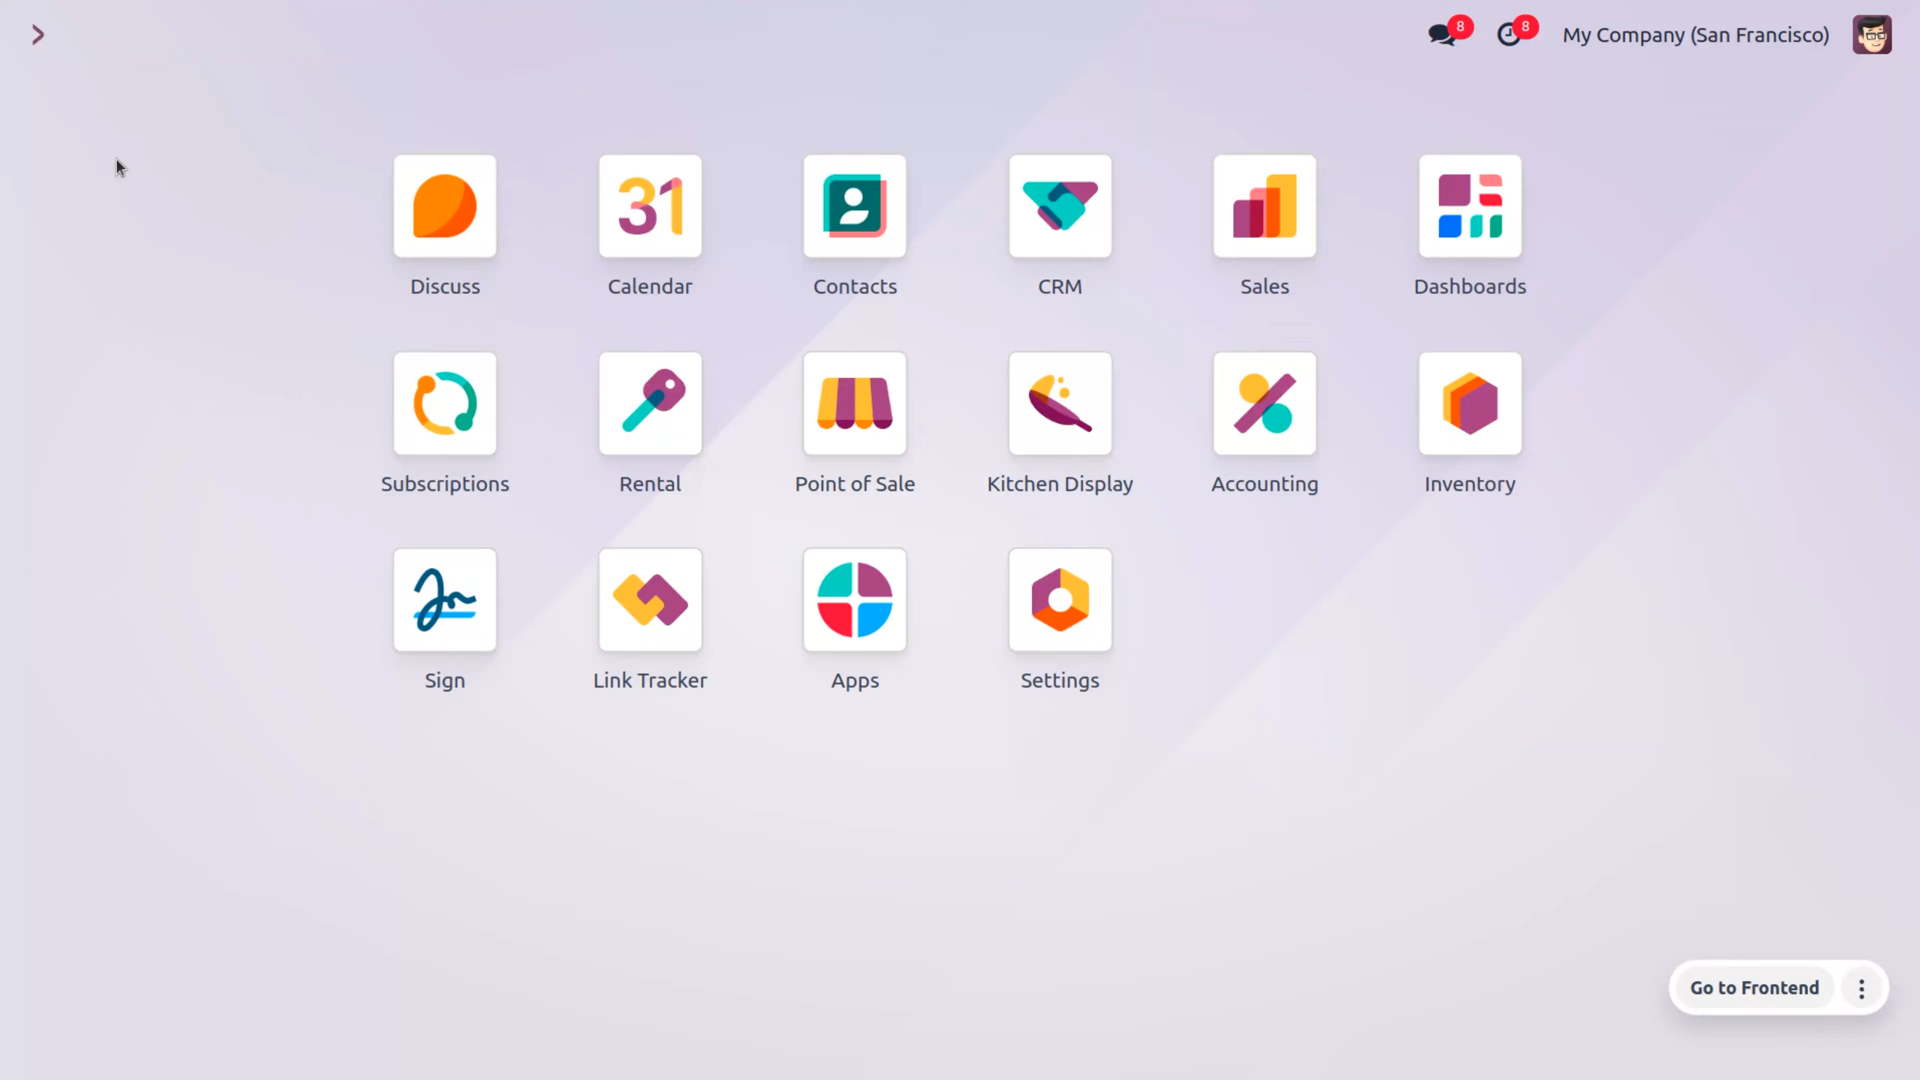 8
8
My Company (San Francisco)
31
Discuss
Calendar
Contacts
CRM
Sales
Dashboards
Subscriptions
Rental
Point of Sale
Kitchen Display
Accounting
Inventory
Sign
Link Tracker
Apps
Settings
Go to Frontend